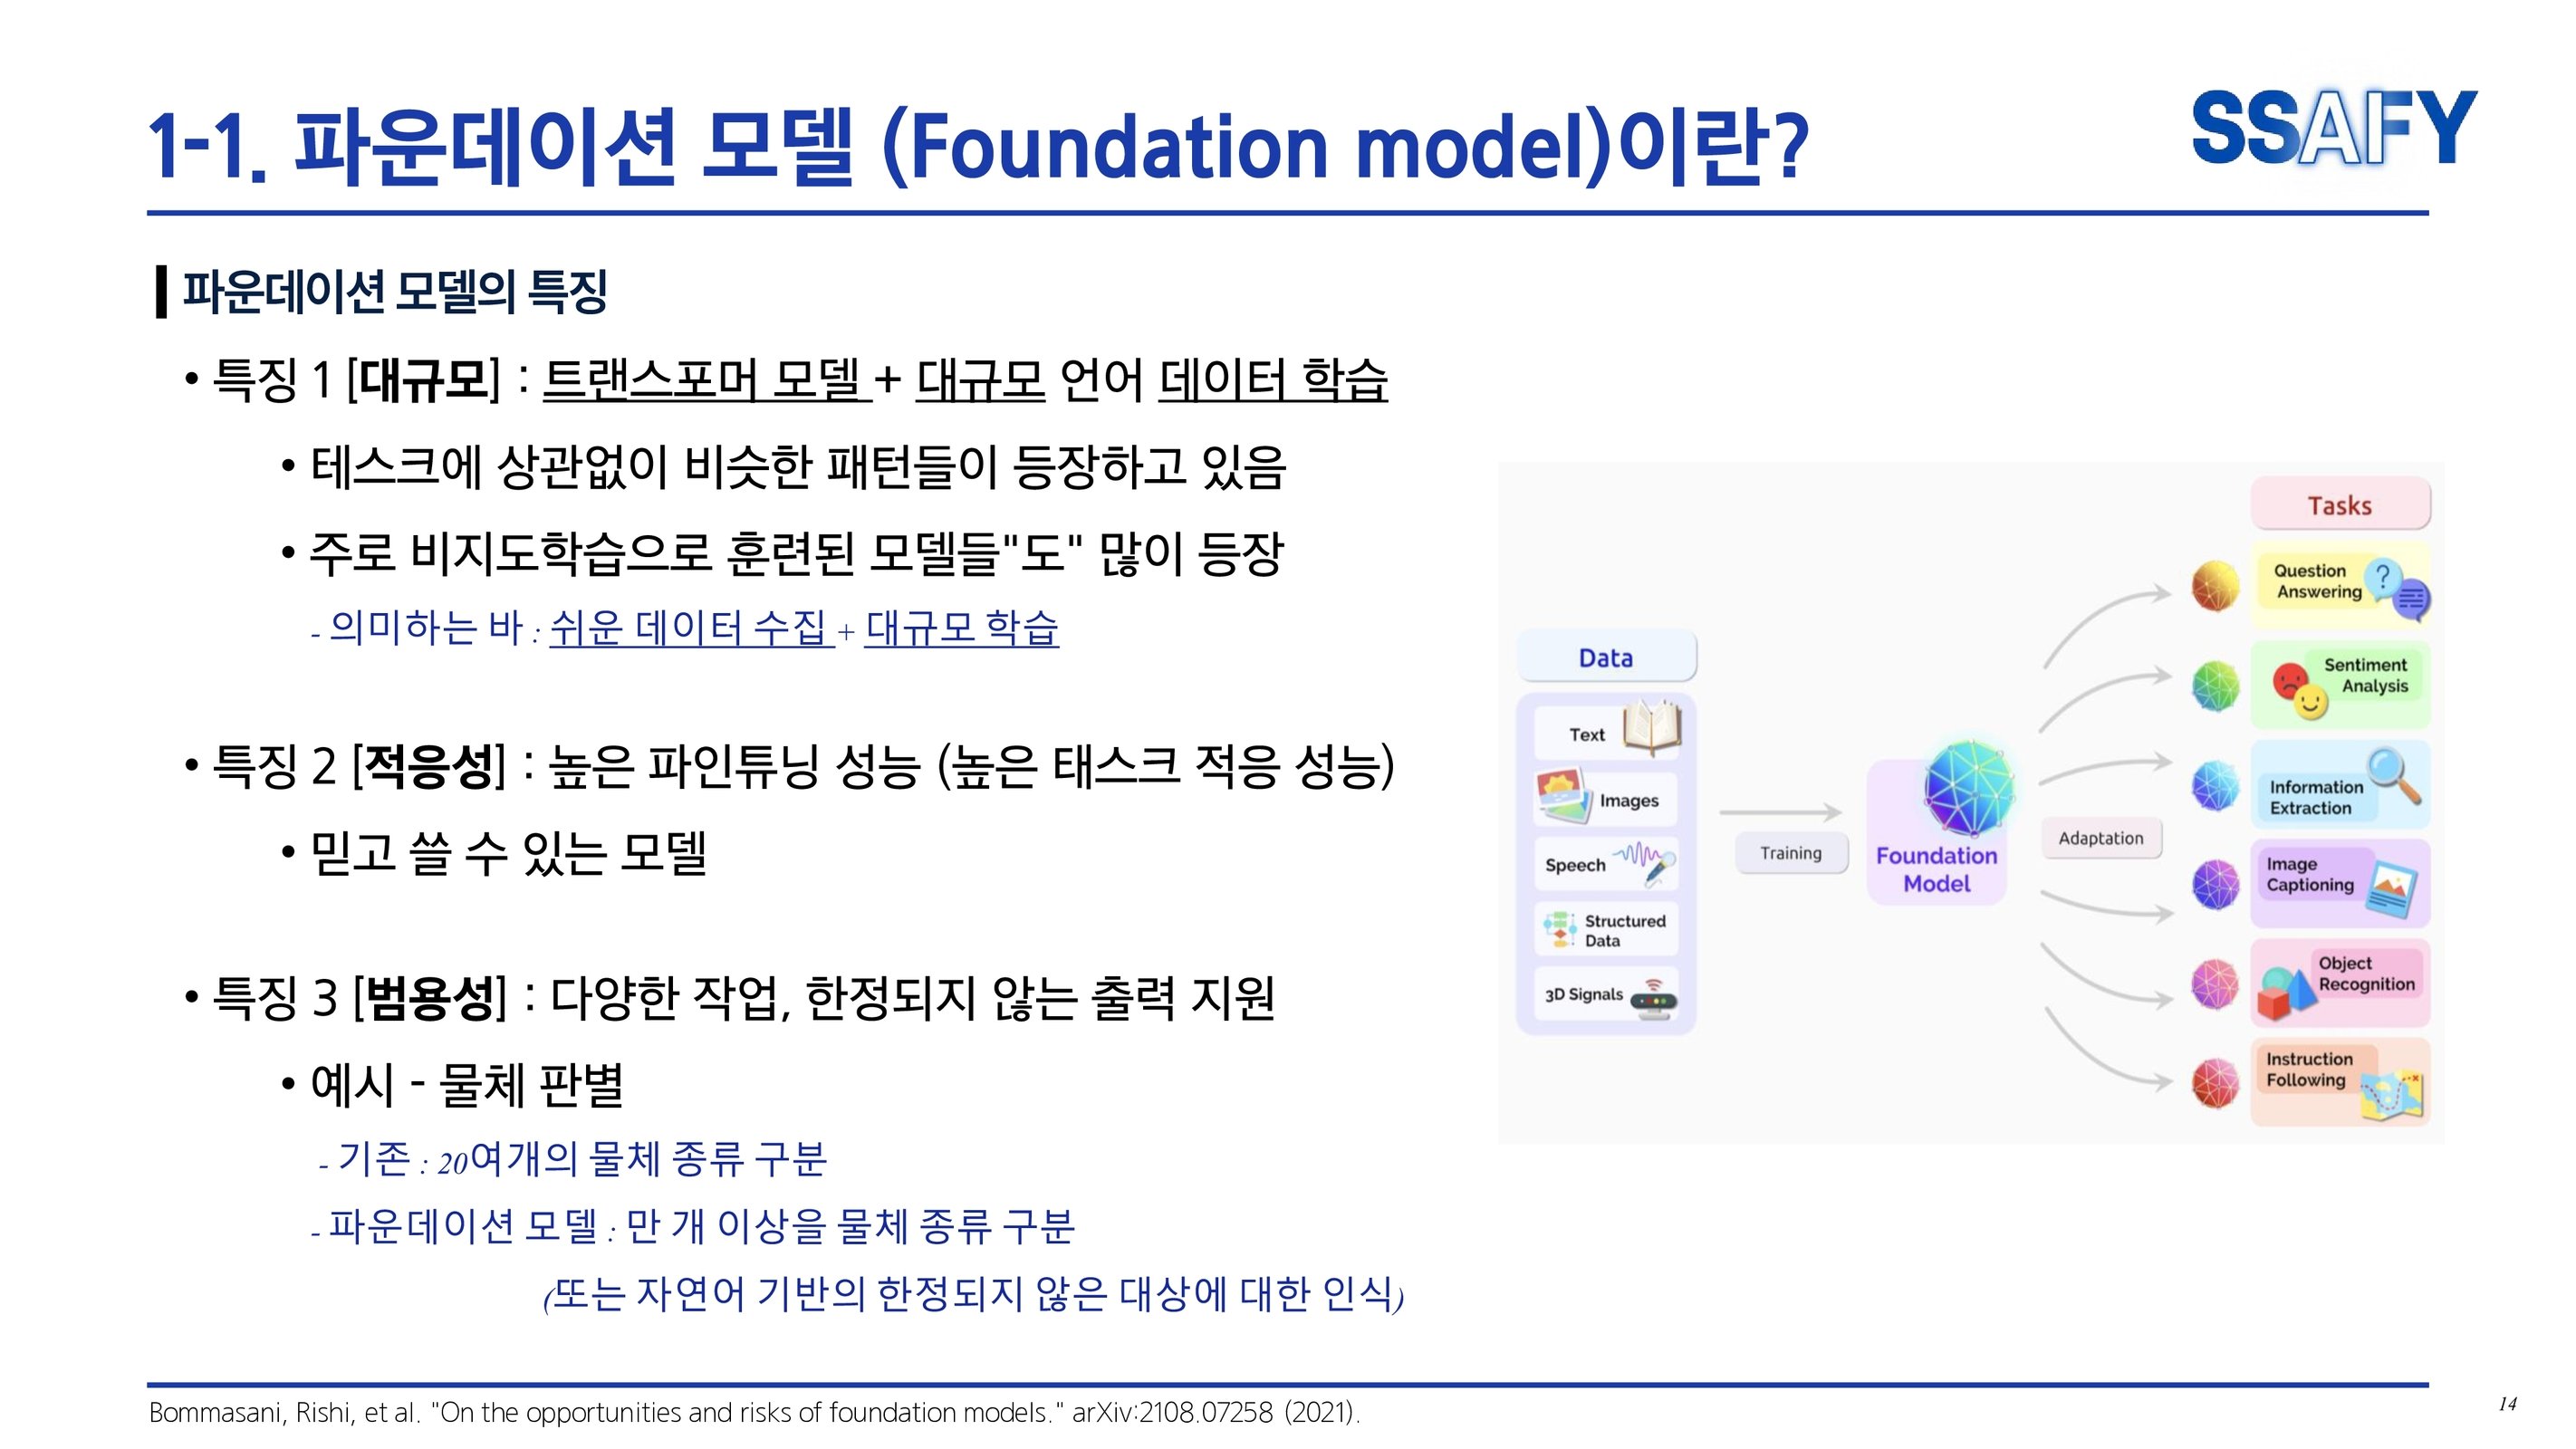 1-1. 파운데이션 모델 (Foundation model)이란?
SSAFY
파운데이션 모델의 특징
• 특징 1 [대규모] : 트랜스포머 모델 + 대규모 언어 데이터 학습
• 테스크에 상관없이 비슷한 패턴들이 등장하고 있음
• 주로 비지도학습으로 훈련된 모델들"도" 많이 등장
- 의미하는 바 : 쉬운 데이터 수집 + 대규모 학습
• 특징 2 [적응성] : 높은 파인튜닝 성능 (높은 태스크 적응 성능)
• 믿고 쓸 수 있는 모델
• 특징 3 [범용성] : 다양한 작업, 한정되지 않는 출력 지원
• 예시 - 물체 판별
- 기존 : 20여개의 물체 종류 구분
- 파운데이션 모델 : 만 개 이상을 물체 종류 구분
(또는 자연어 기반의 한정되지 않은 대상에 대한 인식)
Data
Text
Images
Speech
Structured
Data
3D Signals
Training
Foundation
Model
Adaptation
Tasks
Question
Answering
?
Sentiment
Analysis
Information
Extraction
Image
Captioning
Object
Recognition
Instruction
Following
Bommasani, Rishi, et al. "On the opportunities and risks of foundation models." arXiv:2108.07258 (2021).
14